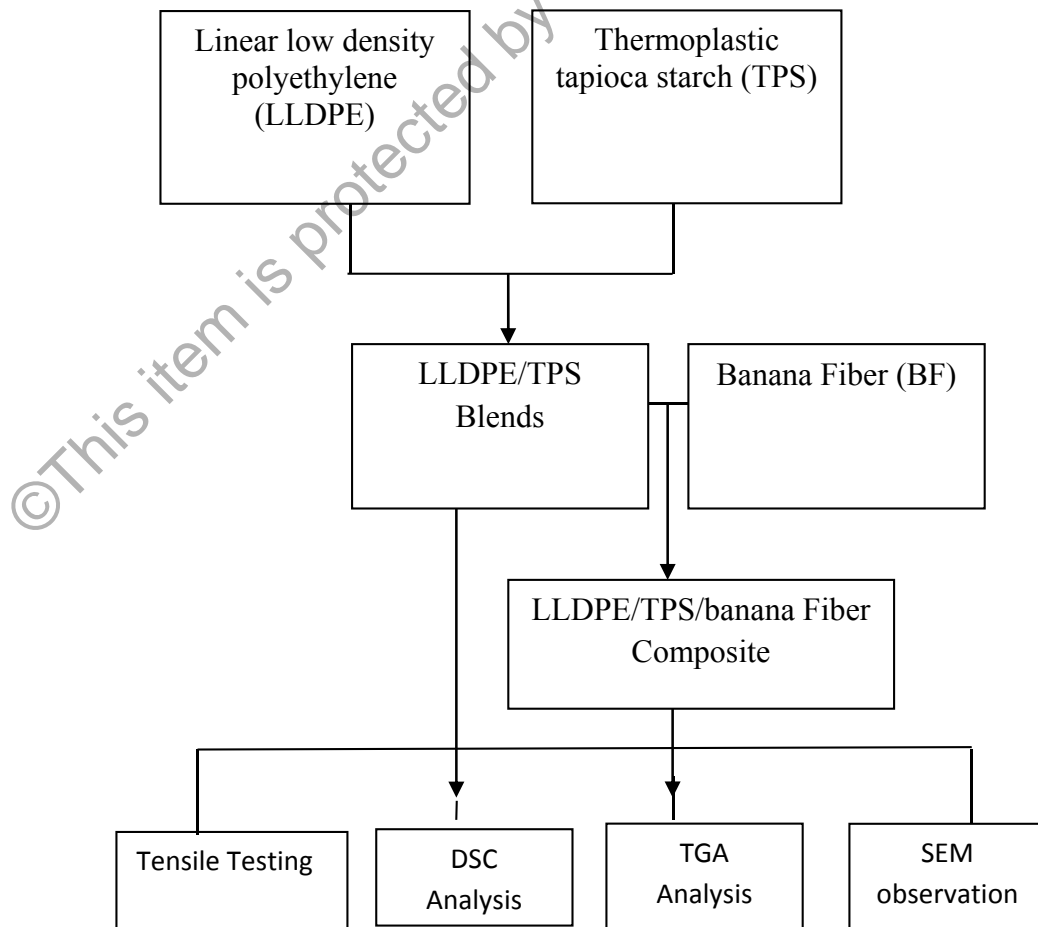 Linear low density
polyethylene
(LLDPE)
Thermoplastic
tapioca starch (TPS)
©This item is protected by
LLDPE/TPS
Blends
Banana Fiber (BF)
LLDPE/TPS/banana Fiber
Composite
Tensile Testing
DSC
Analysis
TGA
Analysis
SEM
observation